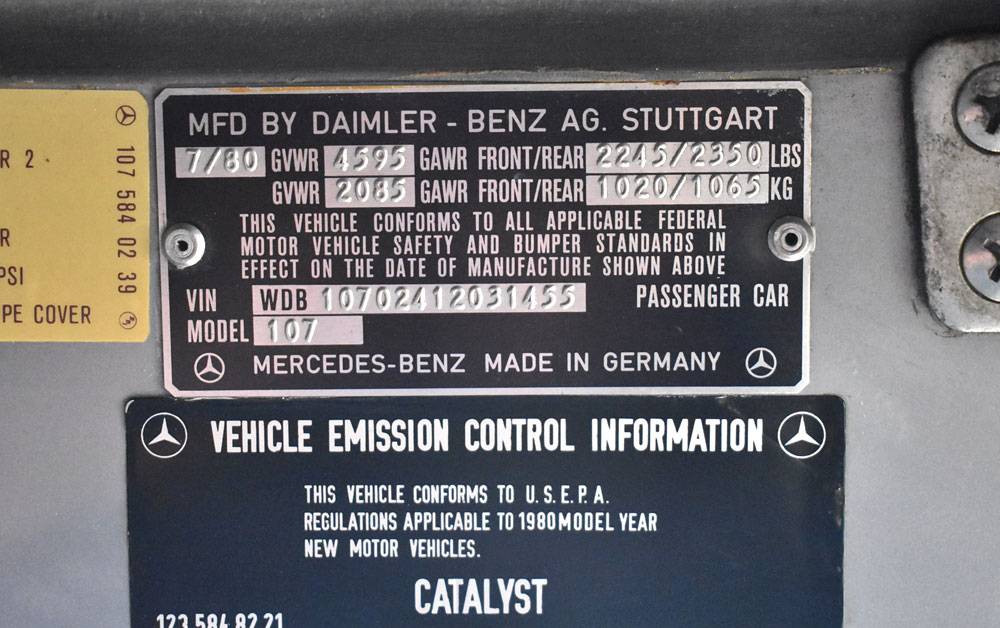 R 2
R
PSI
PE COVER
107 584 02 39
MFD BY DAIMLER - BENZ AG. STUTTGART
7/80 GVWR 4595 GAWR FRONT/REAR 2245/2350 LBS
GVWR 2085 GAWR FRONT/REAR 1020/1065 KG
THIS VEHICLE CONFORMS TO ALL APPLICABLE FEDERAL
MOTOR VEHICLE SAFETY AND BUMPER STANDARDS IN
EFFECT ON THE DATE OF MANUFACTURE SHOWN ABOVE
VIN WDB 10702412031455 PASSENGER CAR
MODEL 107
MERCEDES-BENZ MADE IN GERMANY
VEHICLE EMISSION CONTROL INFORMATION
THIS VEHICLE CONFORMS TO U.S.E.P.A.
REGULATIONS APPLICABLE TO 1980 MODEL YEAR
NEW MOTOR VEHICLES.
CATALYST
123 584 82 21